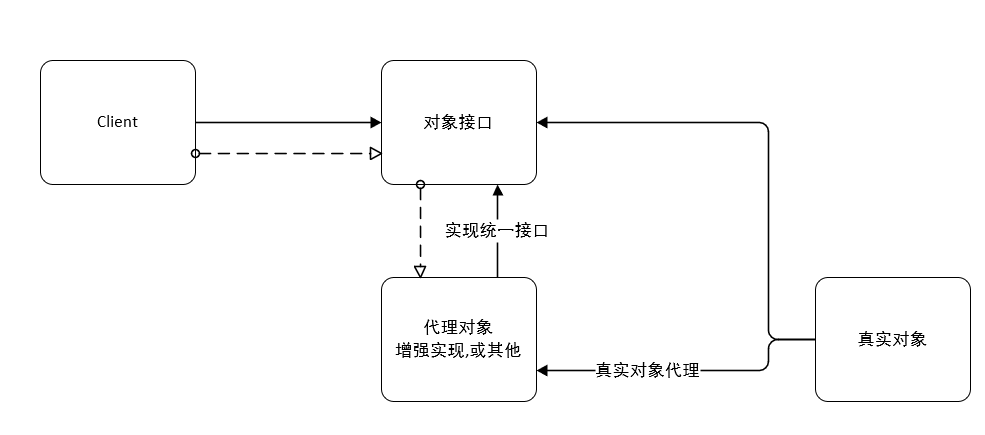 Client
对象接口
实现统一接口
代理对象
增强实现,或其他
真实对象
真实对象代理